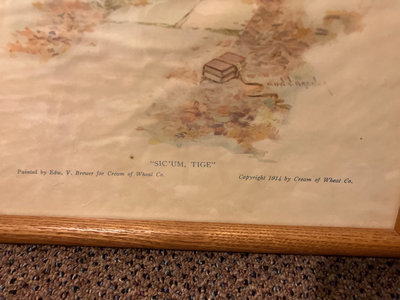 "SIC'UM, TIGE"
Painted by Edw. V. Brewer for Cream of Wheat Co.
Copyright 1914 by Cream of Wheat Co.